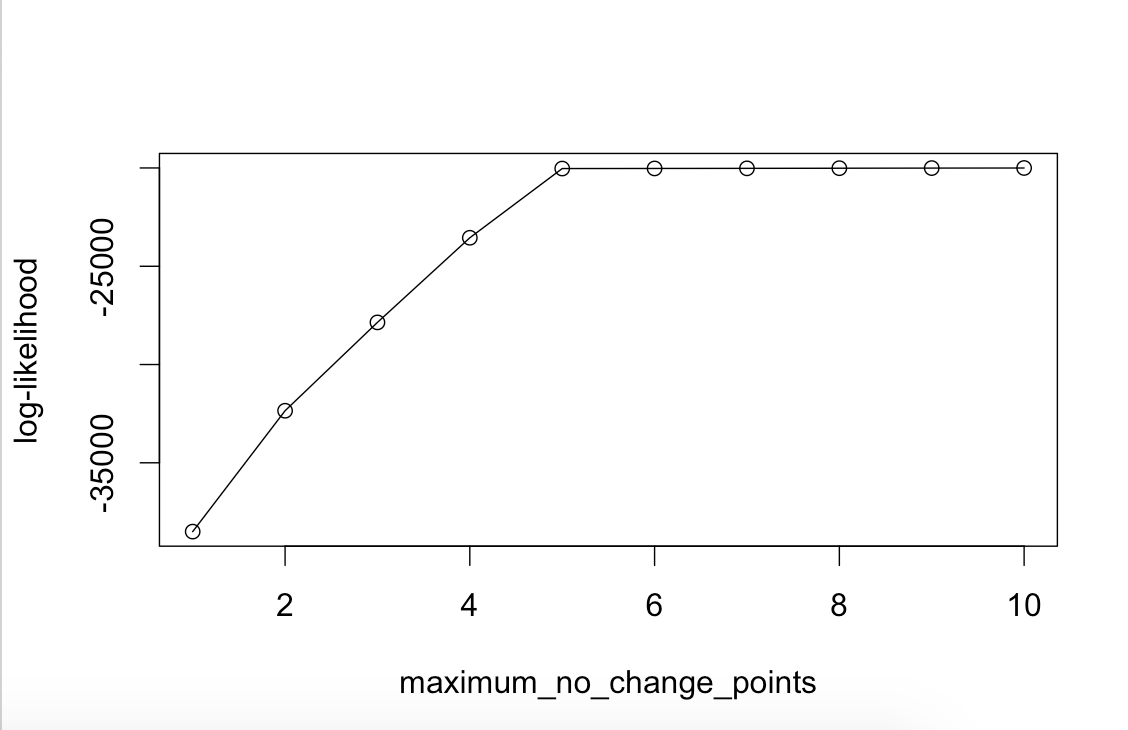 log-likelihood
-25000
-35000
2 4 6 8 10
maximum_no_change_points